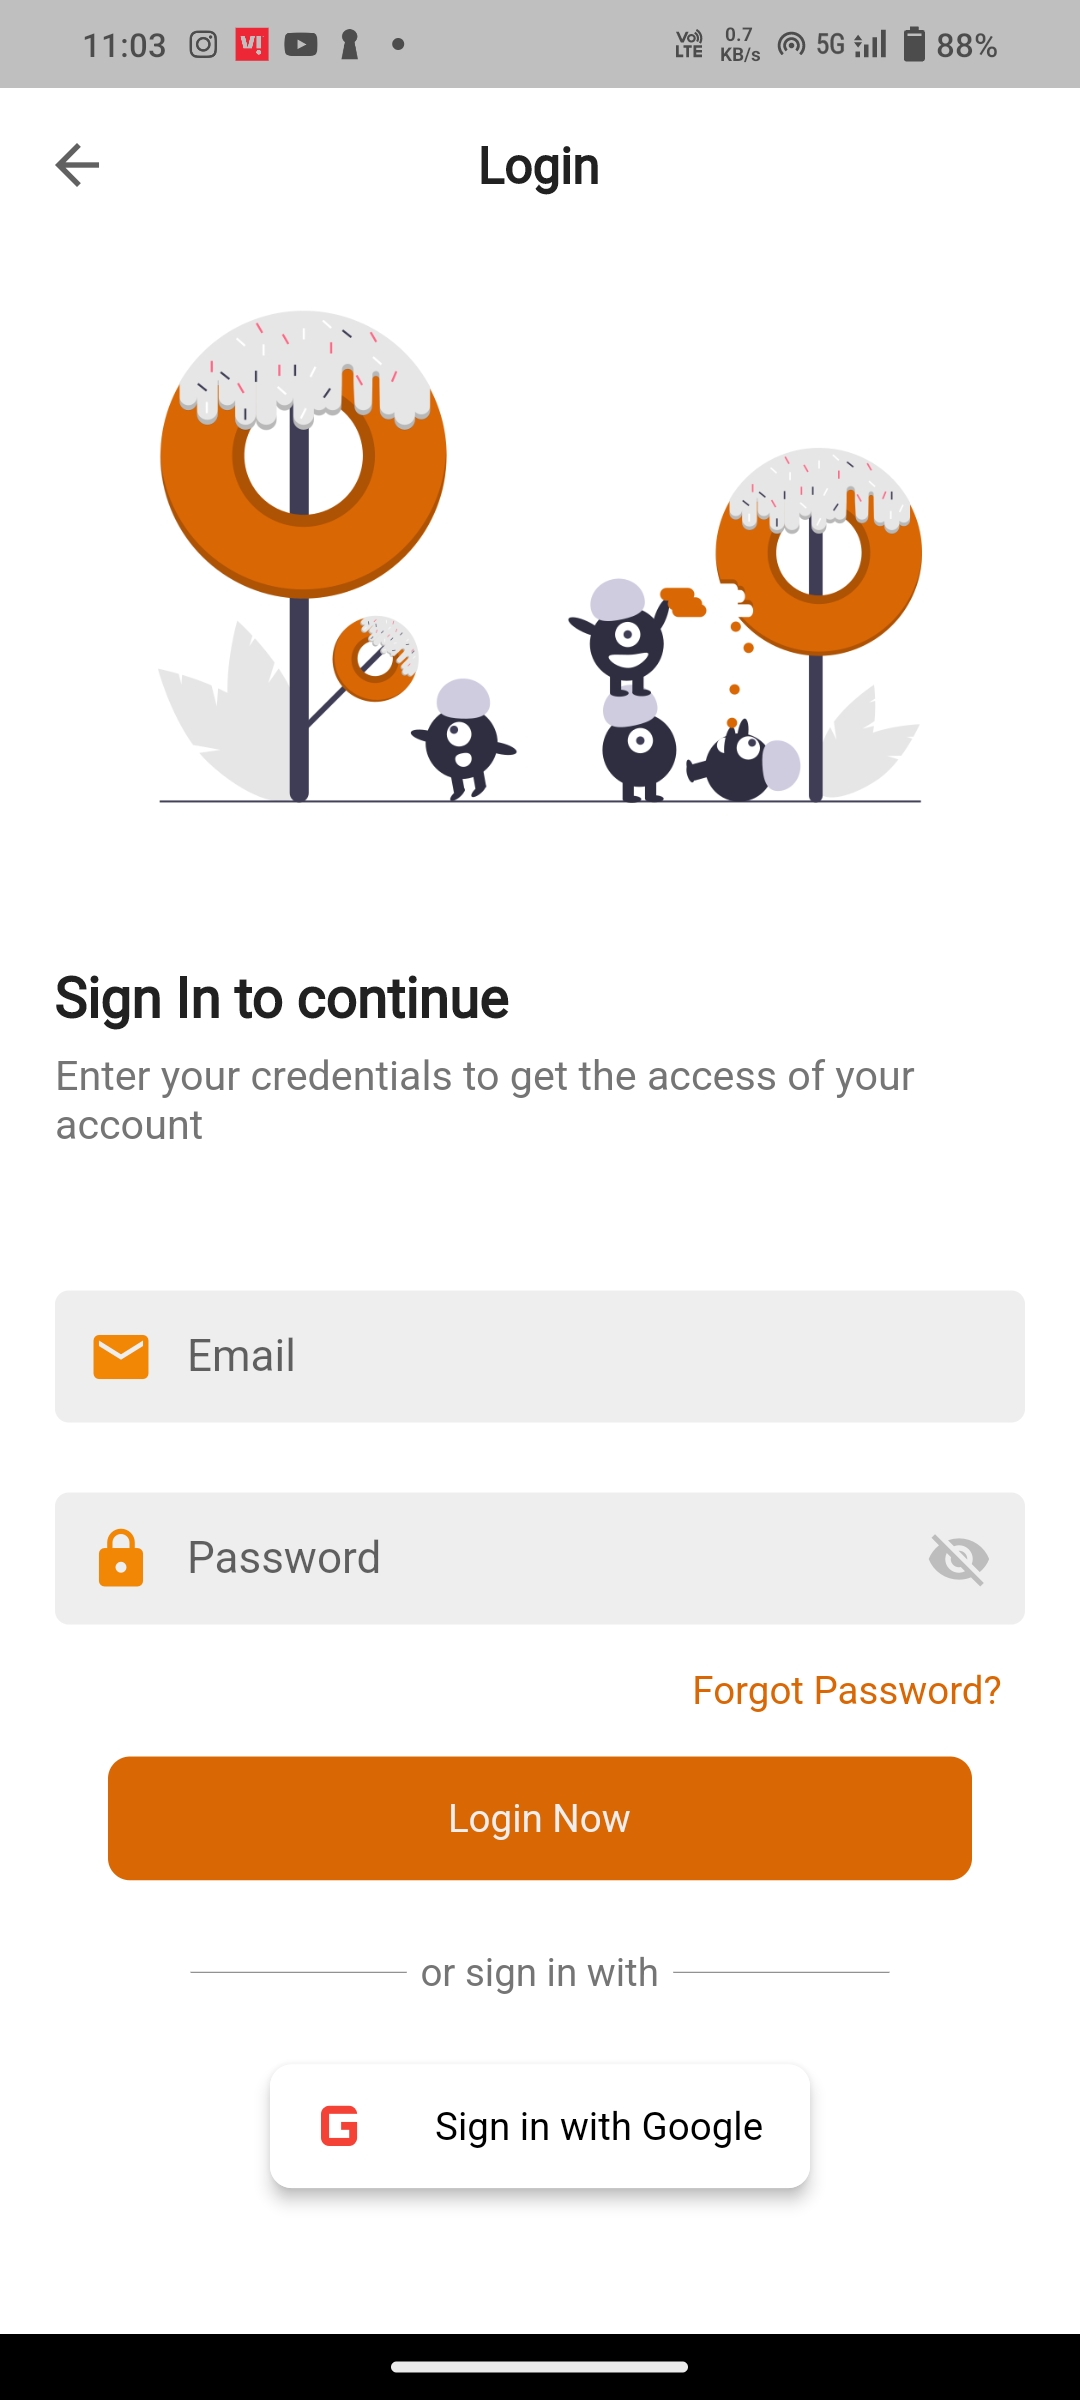 11:03 V! Vo)) LTE 0.7 KB/s 5G 88%
Login
Sign In to continue
Enter your credentials to get the access of your
account
Email
Password
Forgot Password?
Login Now
or sign in with
G Sign in with Google